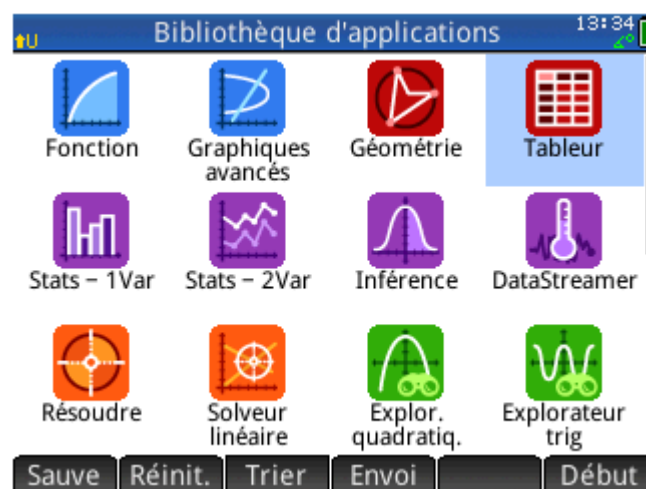 Bibliothèque d'applications
13:34
U
Fonction
Graphiques
avancés
Géométrie
Tableur
Stats – 1Var
Stats – 2Var
Inférence
DataStreamer
Résoudre
Solveur
linéaire
Explor.
quadratiq.
Explorateur
trig
Sauve
Réinit.
Trier
Envoi
Début